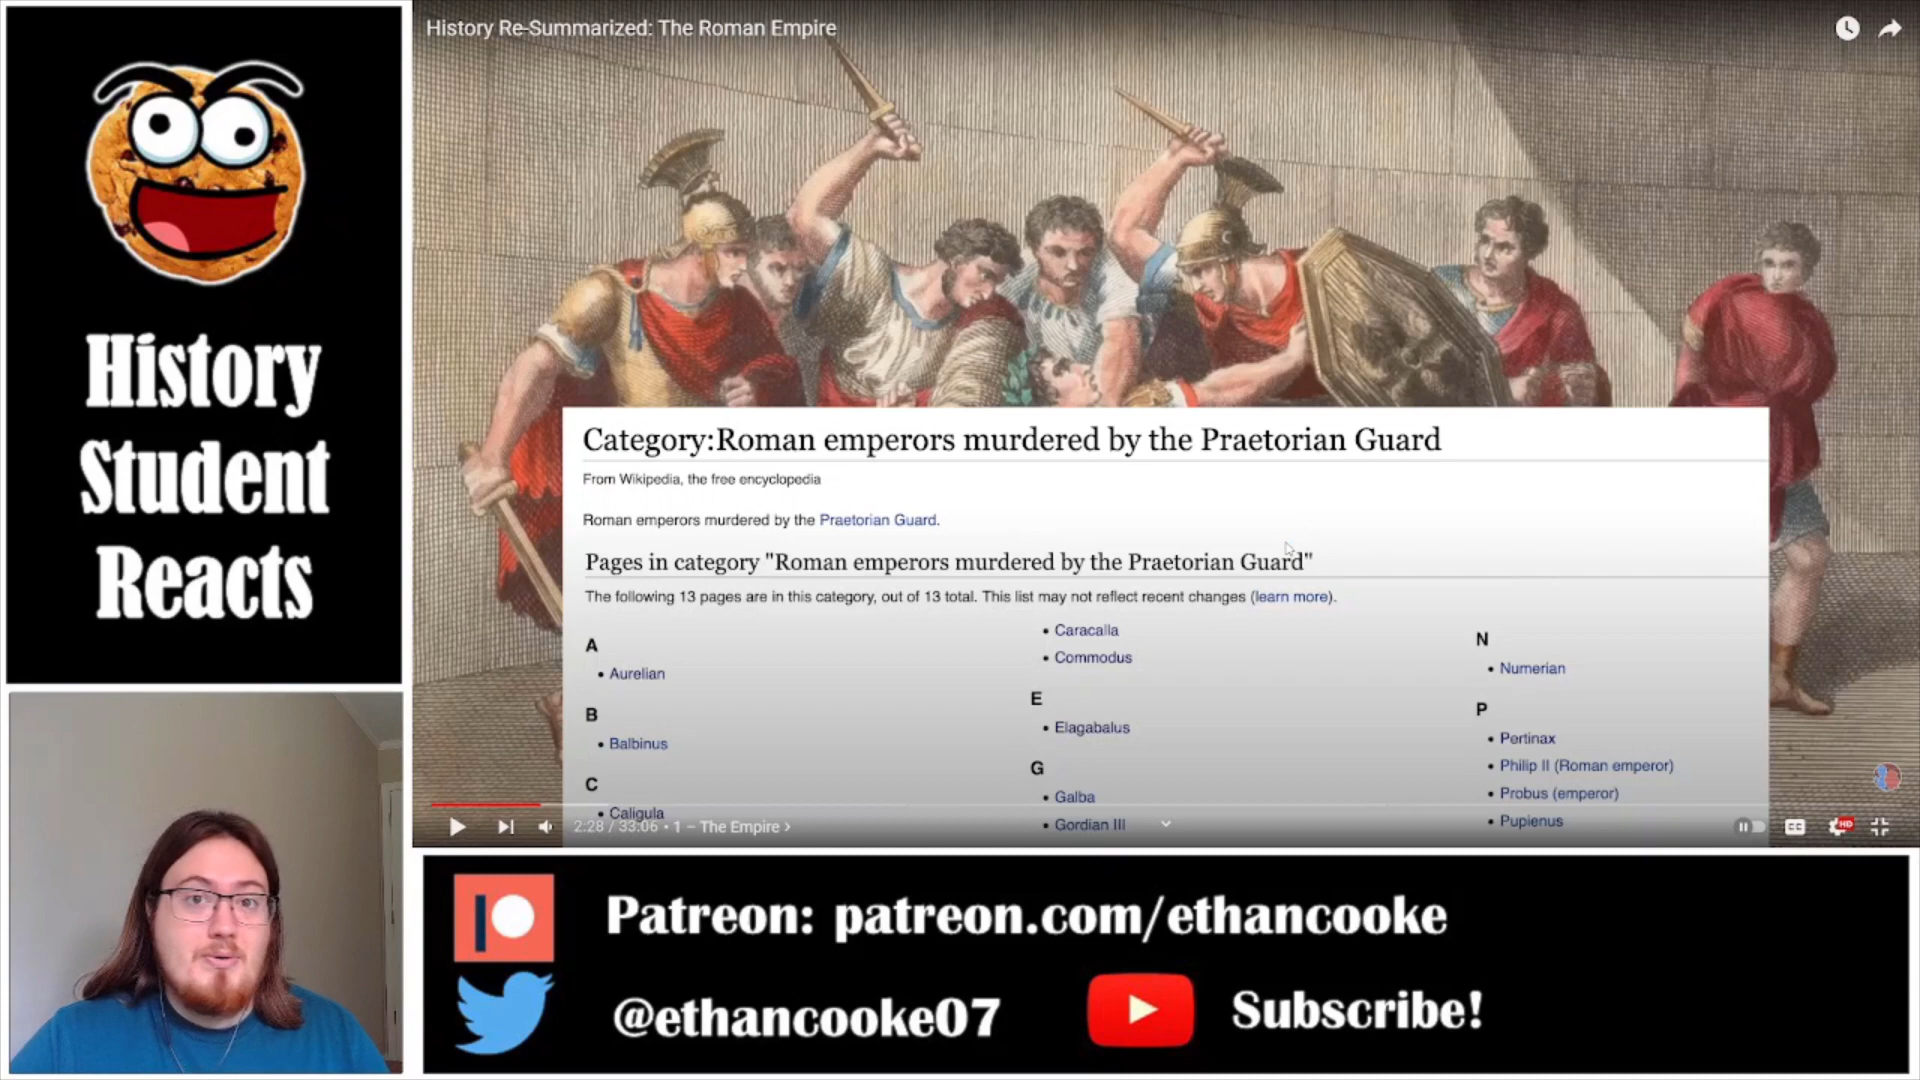 History
Student
Reacts
History Re-Summarized: The Roman Empire
Category:Roman emperors murdered by the Praetorian Guard
From Wikipedia, the free encyclopedia
Roman emperors murdered by the Praetorian Guard.
Pages in category "Roman emperors murdered by the Praetorian Guard"
The following 13 pages are in this category, out of 13 total. This list may not reflect recent changes (learn more).
A
• Aurelian
B
• Balbinus
C
• Caligula
• Caracalla
• Commodus
E
• Elagabalus
G
• Galba
• Gordian III
N
• Numerian
P
• Pertinax
• Philip II (Roman emperor)
• Probus (emperor)
• Pupienus
2:28 / 33:06 • 1 – The Empire ›
CC
HD
Patreon: patreon.com/ethancooke
@ethancooke07
Subscribe!